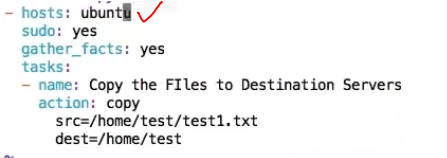 - hosts: ubuntu
sudo: yes
gather_facts: yes
tasks:
- name: Copy the FIles to Destination Servers
action: copy
src=/home/test/test1.txt
dest=/home/test
~